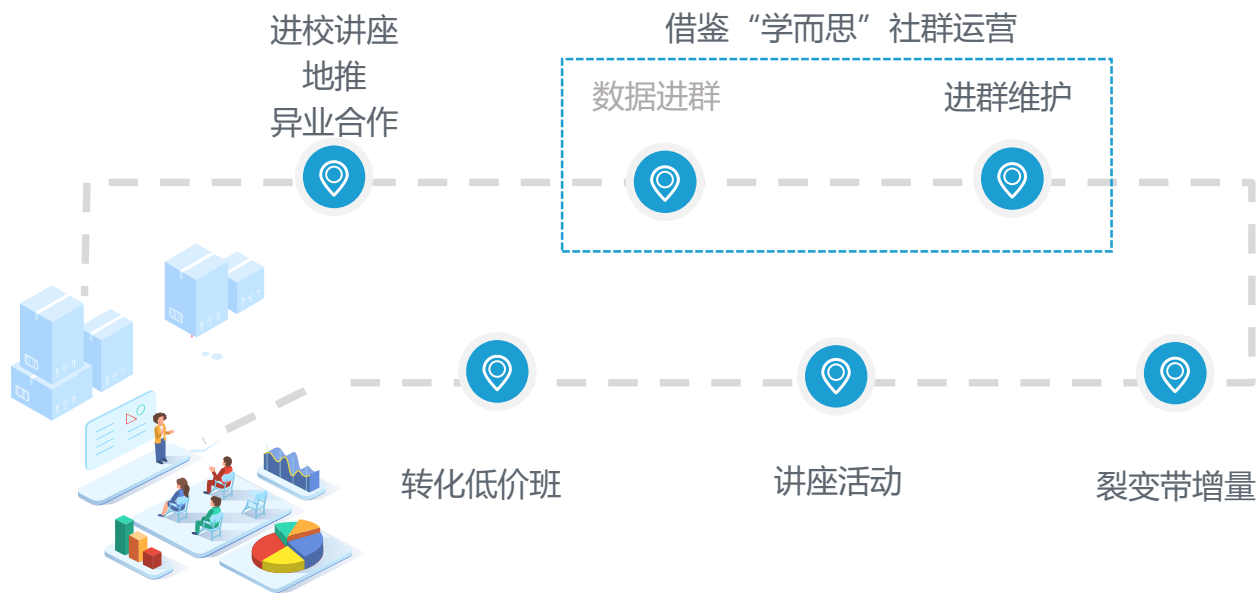 进校讲座
地推
异业合作
借鉴“学而思”社群运营
数据进群
进群维护
转化低价班
讲座活动
裂变带增量